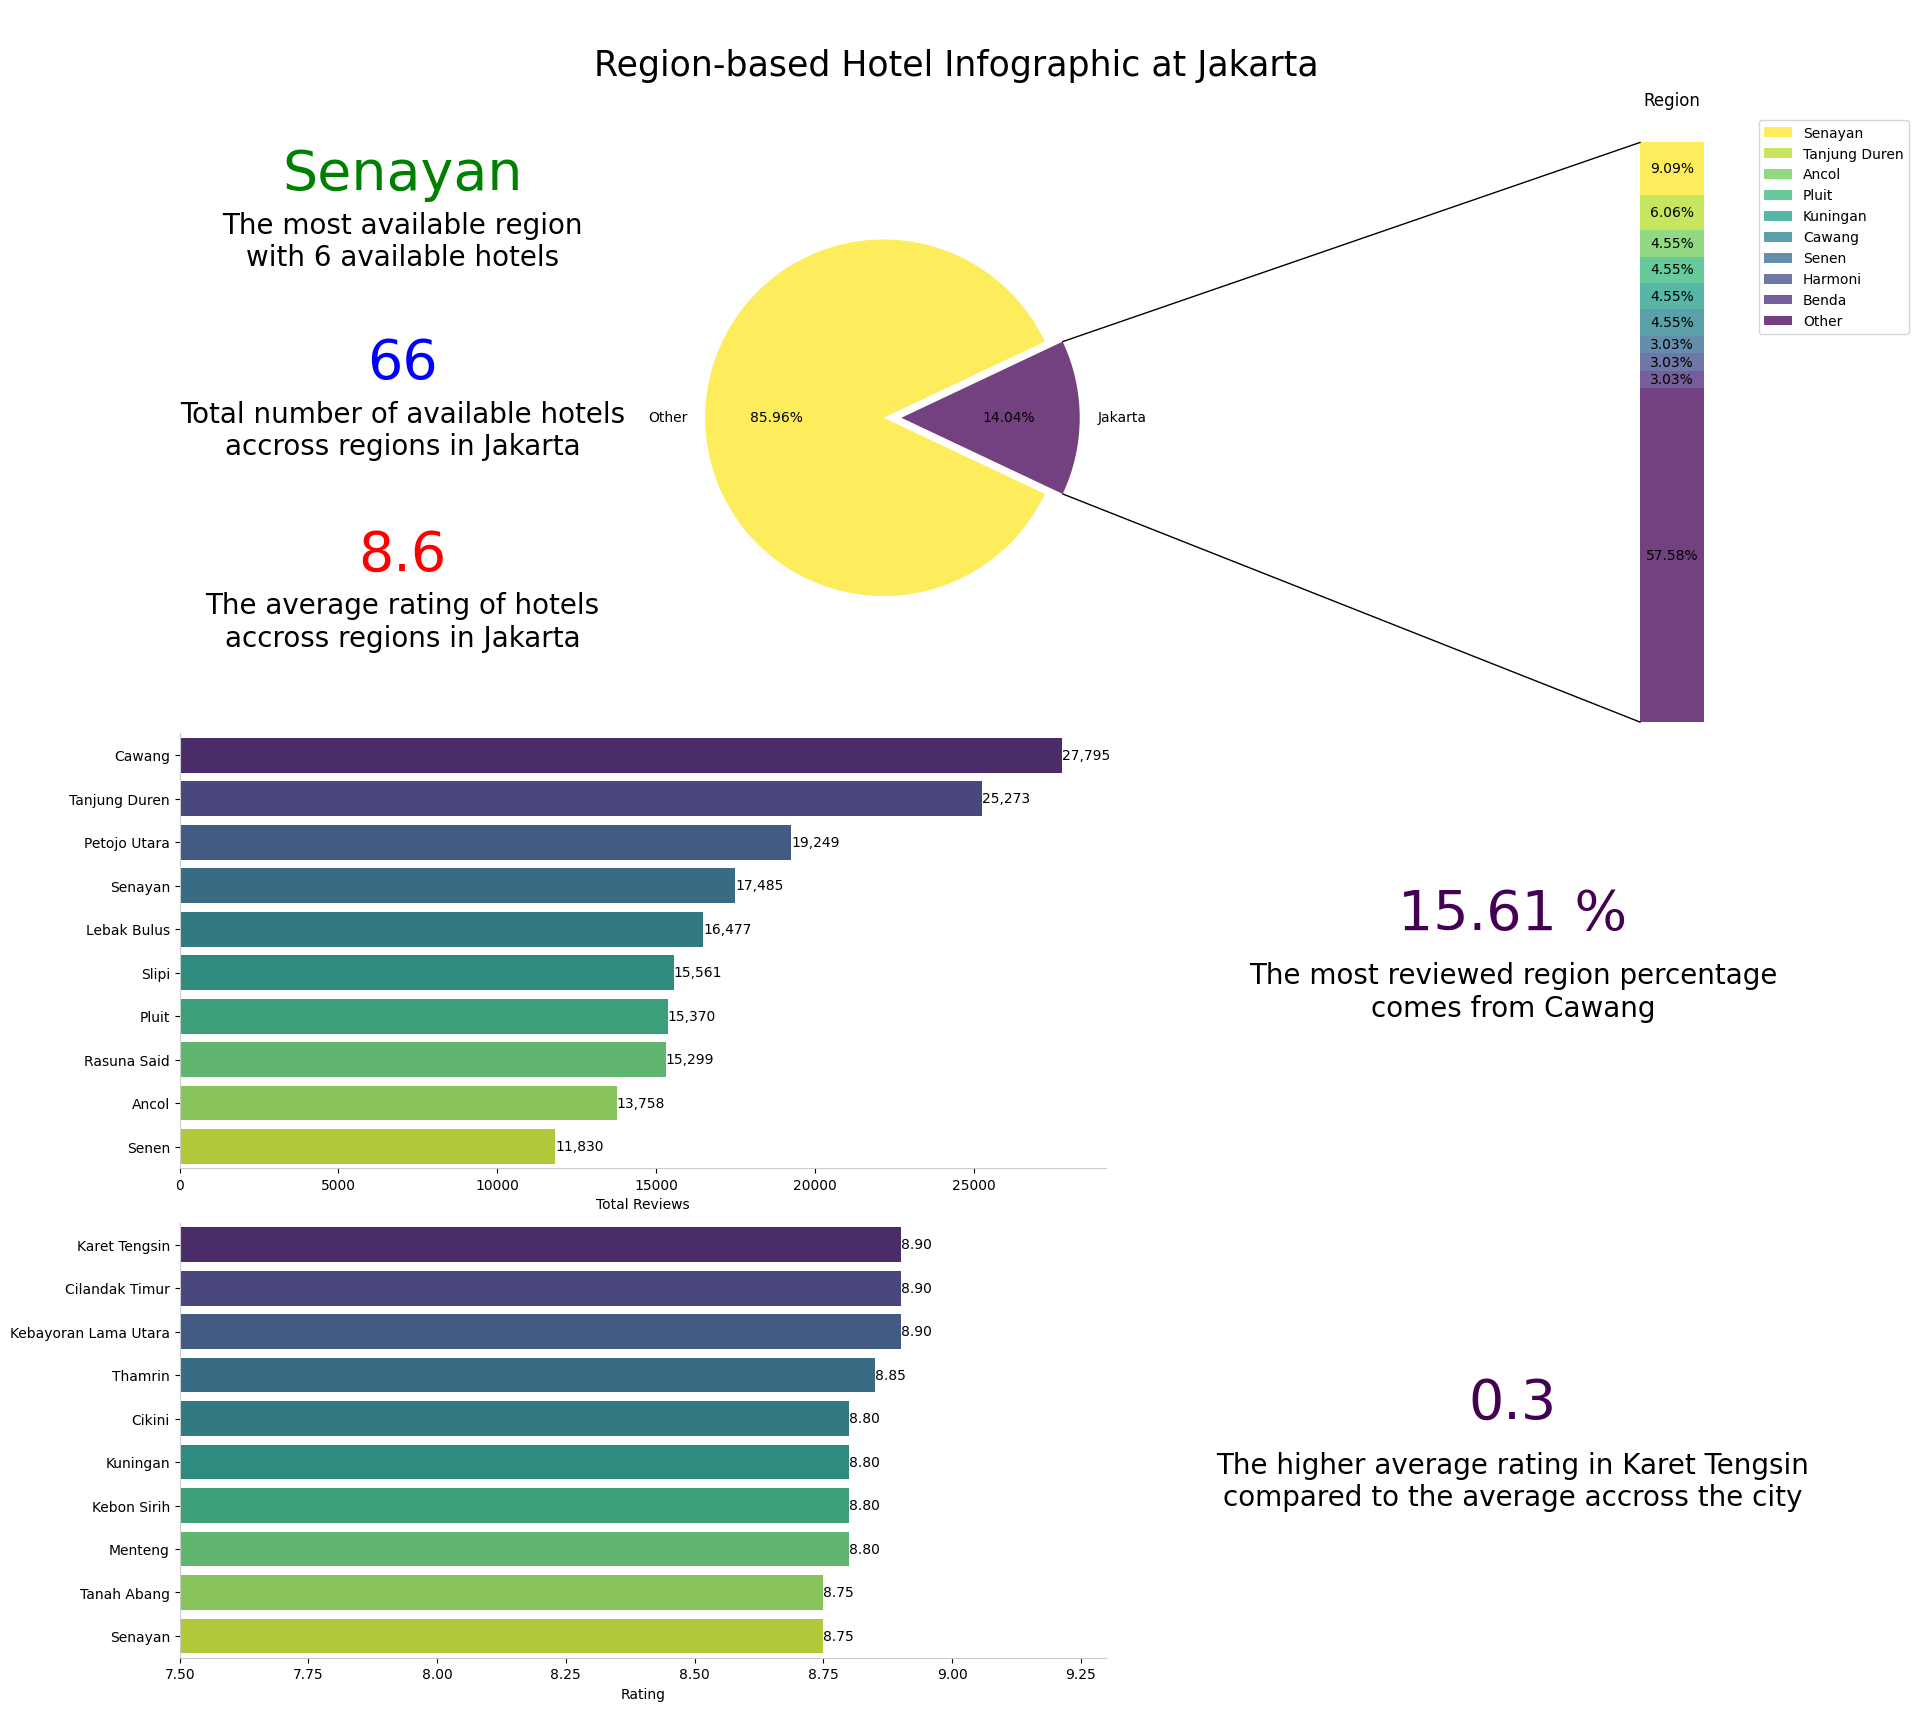 Region-based Hotel Infographic at Jakarta
Senayan
The most available region
with 6 available hotels
66
Total number of available hotels
accross regions in Jakarta
8.6
The average rating of hotels
accross regions in Jakarta
Other
85.96%
14.04%
Jakarta
Region
9.09%
6.06%
4.55%
4.55%
4.55%
4.55%
3.03%
3.03%
3.03%
57.58%
Senayan
Tanjung Duren
Ancol
Pluit
Kuningan
Cawang
Senen
Harmoni
Benda
Other
Cawang 27,795
Tanjung Duren 25,273
Petojo Utara 19,249
Senayan 17,485
Lebak Bulus 16,477
Slipi 15,561
Pluit 15,370
Rasuna Said 15,299
Ancol 13,758
Senen 11,830
0 5000 10000 15000 20000 25000
Total Reviews
15.61 %
The most reviewed region percentage
comes from Cawang
Karet Tengsin 8.90
Cilandak Timur 8.90
Kebayoran Lama Utara 8.90
Thamrin 8.85
Cikini 8.80
Kuningan 8.80
Kebon Sirih 8.80
Menteng 8.80
Tanah Abang 8.75
Senayan 8.75
7.50 7.75 8.00 8.25 8.50 8.75 9.00 9.25
Rating
0.3
The higher average rating in Karet Tengsin
compared to the average accross the city